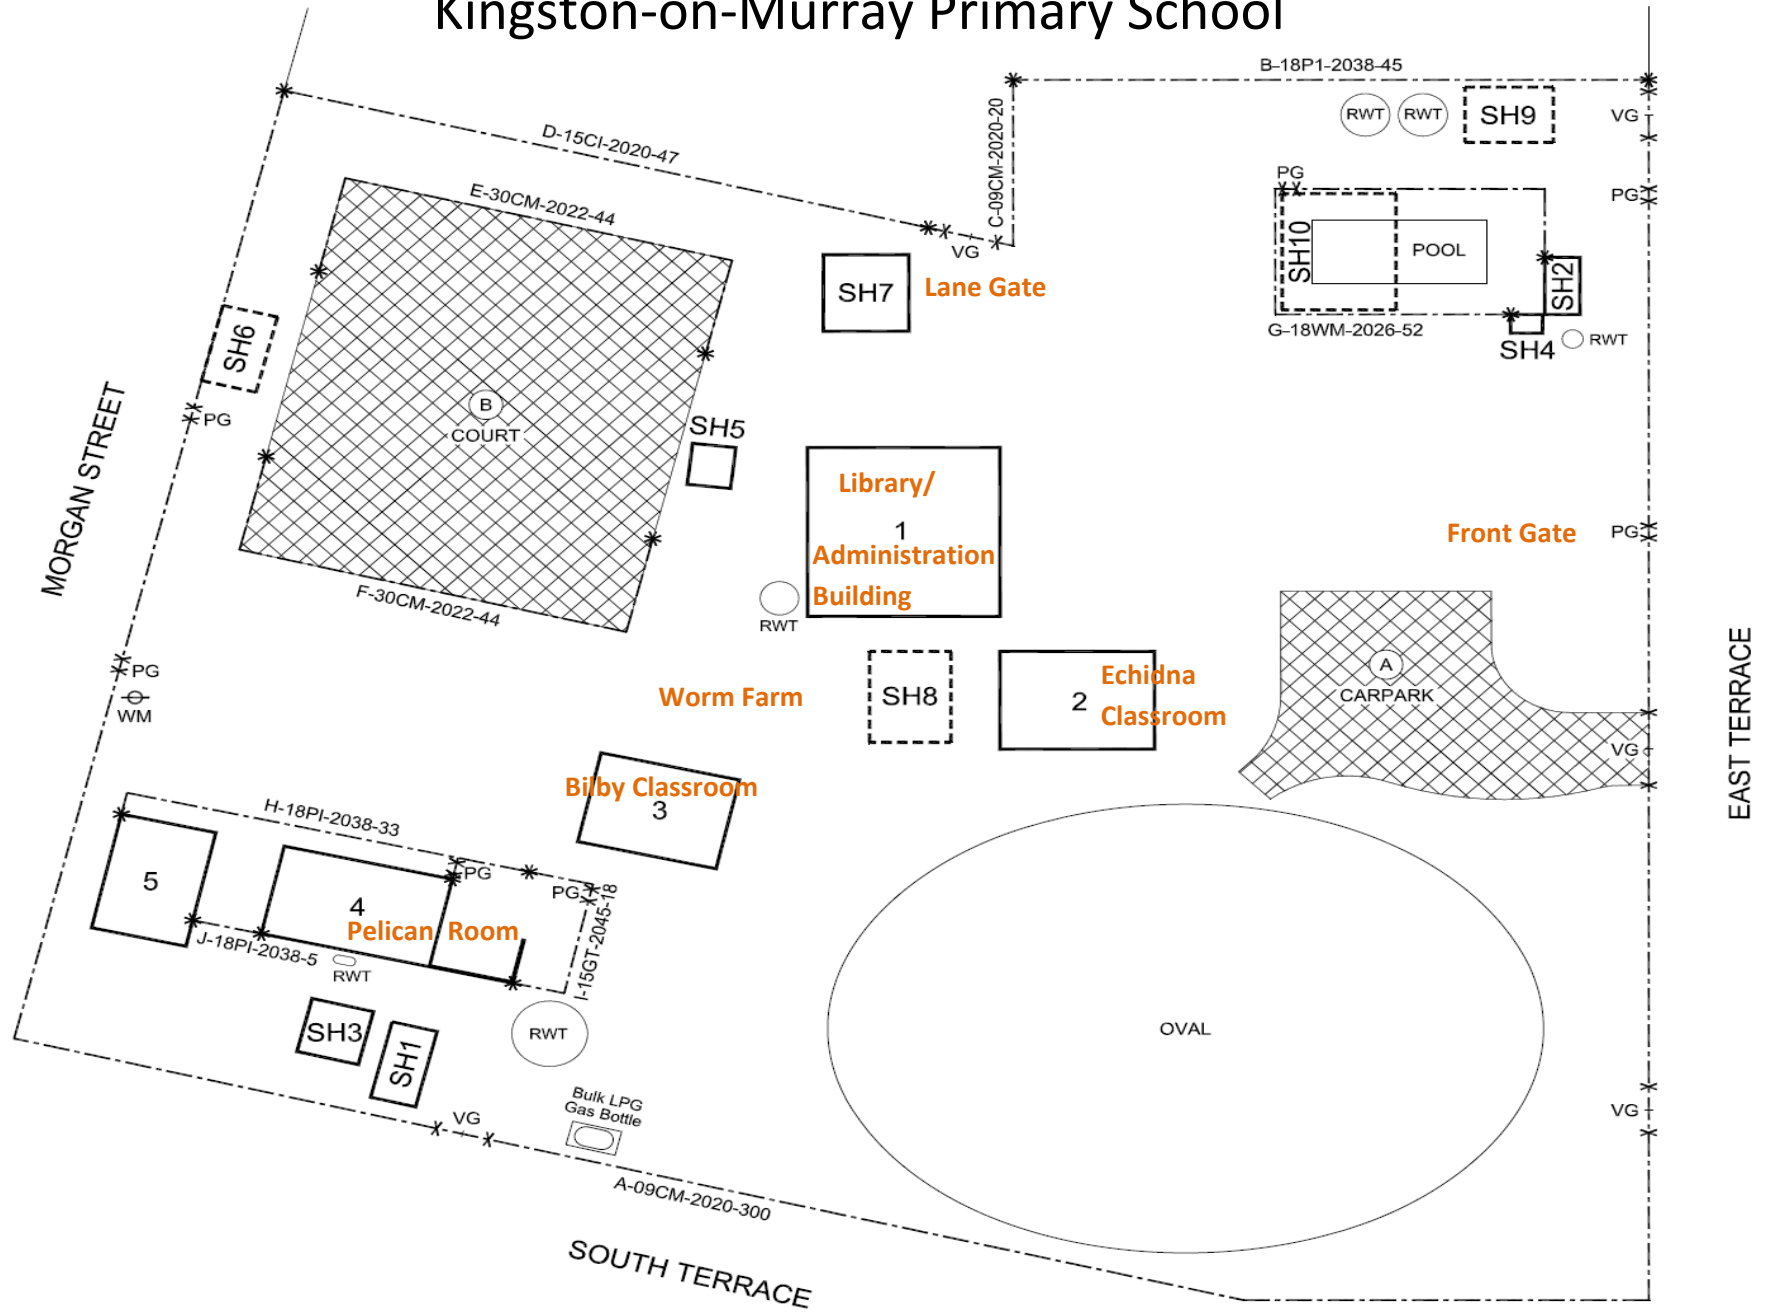 Kingston-on-Murray Primary School
B-18P1-2038-45
RWT
RWT
SH9
VG
D-15CI-2020-47
C-09CM-2020-20
PG
PG
E-30CM-2022-44
VG
SH10
POOL
SH2
SH7
Lane Gate
G-18WM-2026-52
SH4
RWT
SH6
PG
B
COURT
SH5
MORGAN STREET
Library/
1
Administration
Building
Front Gate
PG
F-30CM-2022-44
RWT
PG
WM
Worm Farm
SH8
2
Echidna
Classroom
A
CARPARK
VG
EAST TERRACE
Bilby Classroom
3
H-18PI-2038-33
5
4
PG
PG
Pelican Room
J-18PI-2038-5
RWT
I-15GT-2045-18
SH3
SH1
RWT
OVAL
VG
Bulk LPG
Gas Bottle
VG
A-09CM-2020-300
SOUTH TERRACE